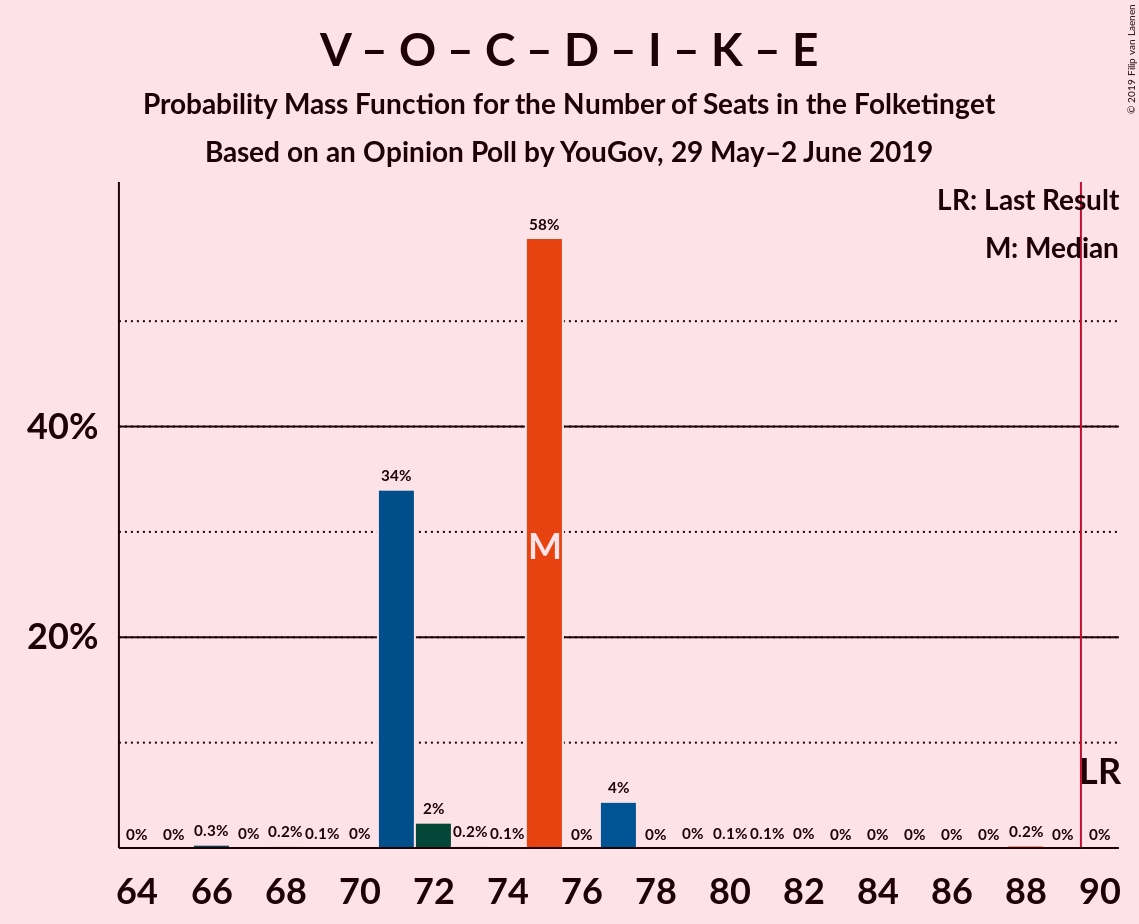 V – O – C – D – I – K – E
Probability Mass Function for the Number of Seats in the Folketinget
Based on an Opinion Poll by YouGov, 29 May–2 June 2019
© 2019 Filip van Laenen
LR: Last Result
M: Median
58%
40%
34%
M
20%
LR
4%
2%
0% 0% 0.3% 0% 0.2% 0.1% 0% 0.2% 0.1% 0% 0% 0% 0.1% 0.1% 0% 0% 0% 0% 0% 0% 0.2% 0% 0%
64 66 68 70 72 74 76 78 80 82 84 86 88 90